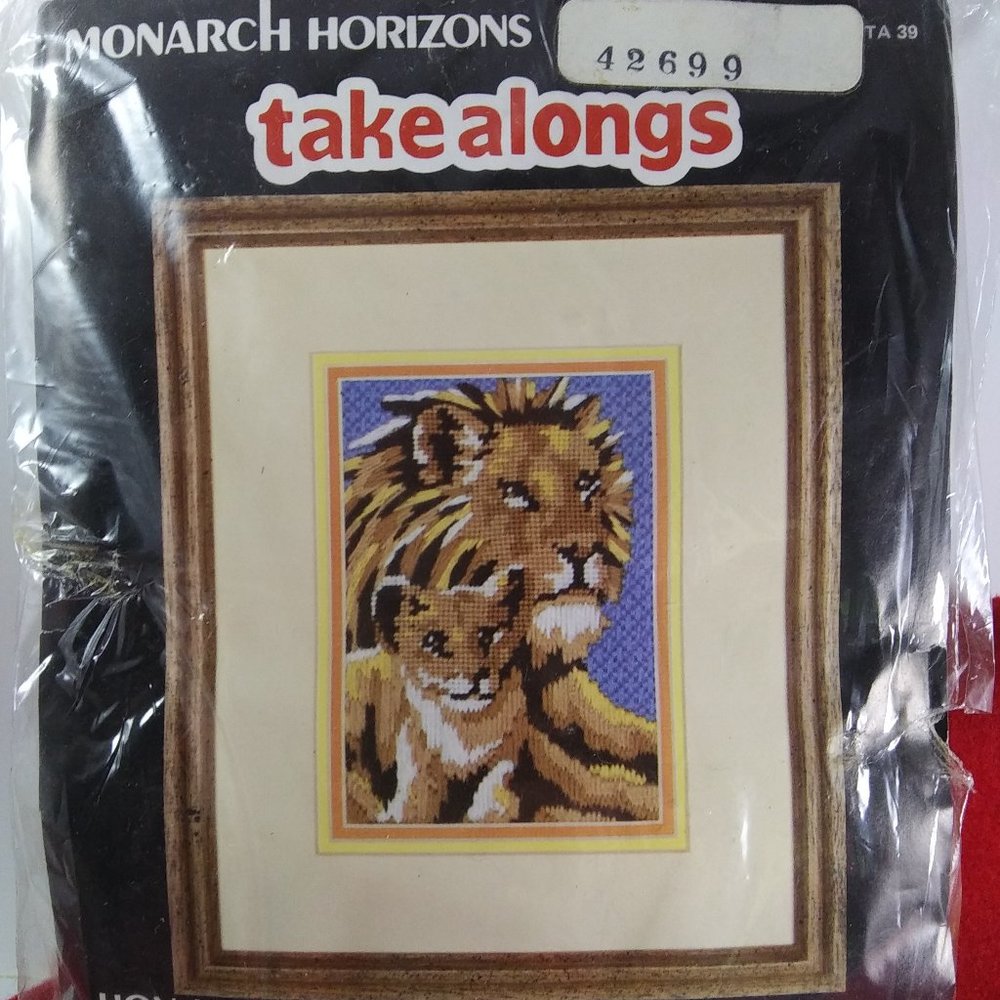 MONARCH HORIZONS
42699
TA 39
take alongs